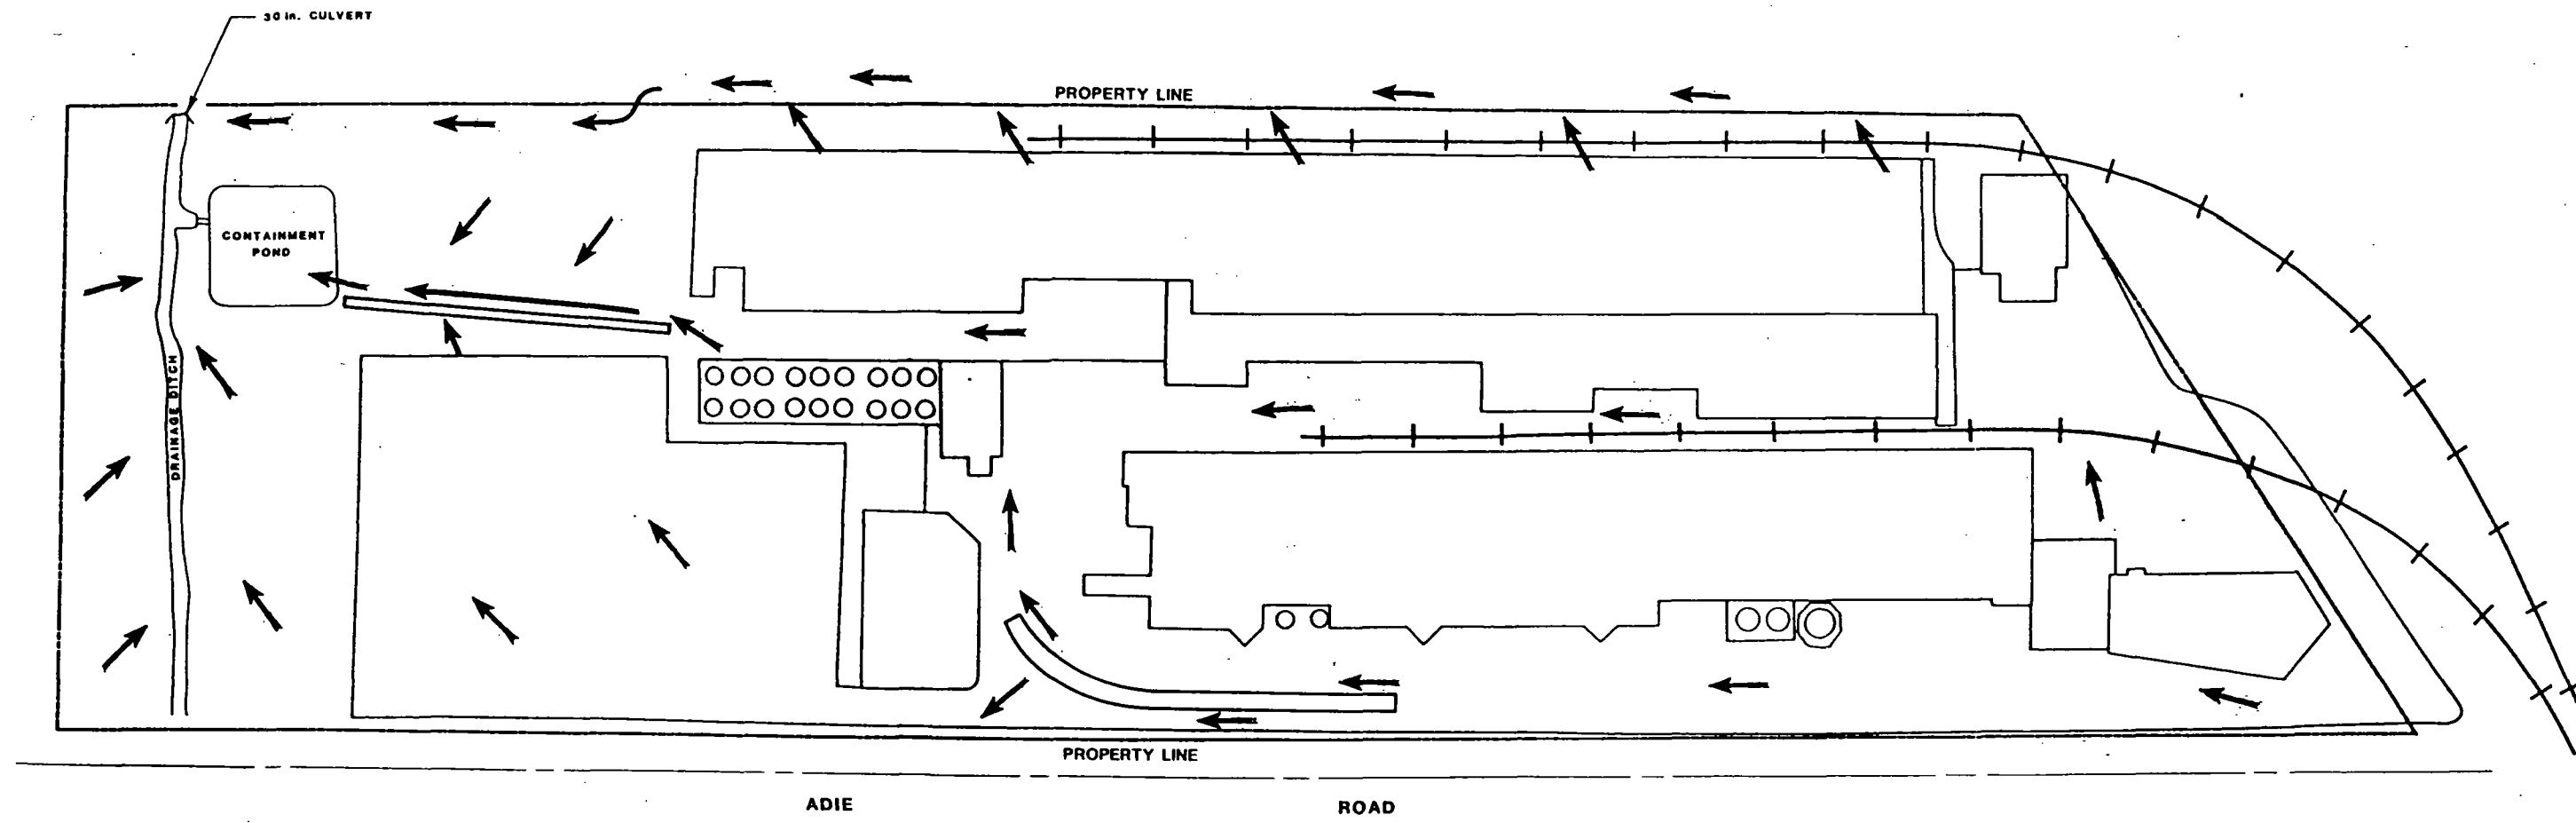 30 in. CULVERT
PROPERTY LINE
CONTAINMENT
POND
DRAINAGE DITCH
PROPERTY LINE
ADIE ROAD